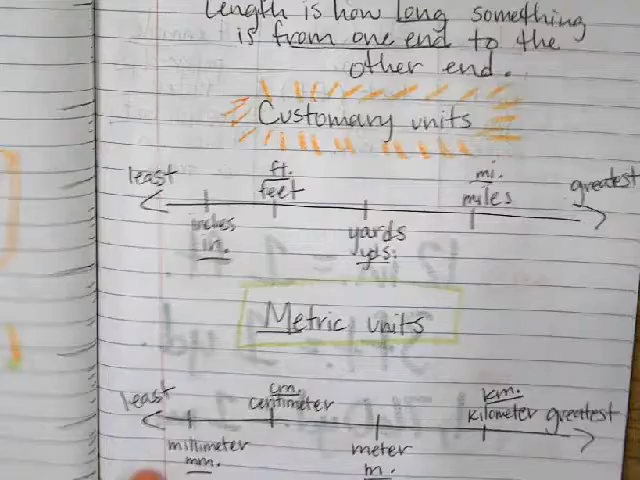 Length is how long something
is from one end to the
other end.
Customary units
least ft. feet mi. miles greatest
inches in. yards yds.
Metric units
least cm. centimeter km. kilometer greatest
millimeter mm. meter m.